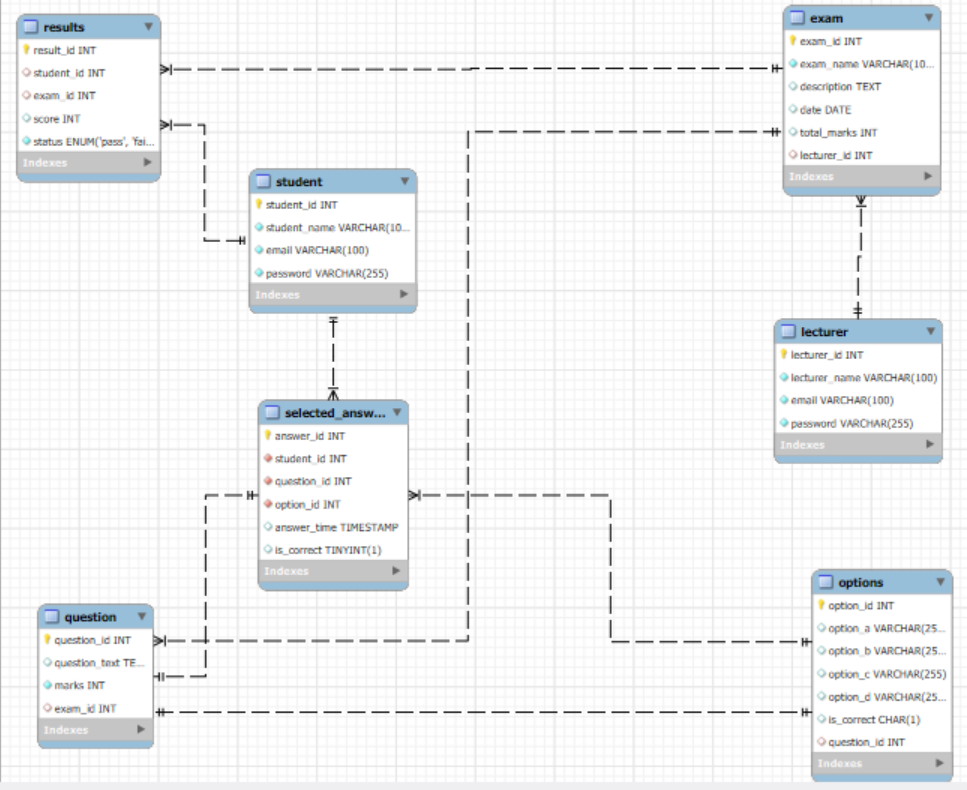 results
result_id INT
student_id INT
exam_id INT
score INT
status ENUM('pass', 'fai...
Indexes
exam
exam_id INT
exam_name VARCHAR(10...
description TEXT
date DATE
total_marks INT
lecturer_id INT
Indexes
student
student_id INT
student_name VARCHAR(10...
email VARCHAR(100)
password VARCHAR(255)
Indexes
lecturer
lecturer_id INT
lecturer_name VARCHAR(100)
email VARCHAR(100)
password VARCHAR(255)
Indexes
selected_answ...
answer_id INT
student_id INT
question_id INT
option_id INT
answer_time TIMESTAMP
is_correct TINYINT(1)
Indexes
question
question_id INT
question_text TE...
marks INT
exam_id INT
Indexes
options
option_id INT
option_a VARCHAR(25...
option_b VARCHAR(25...
option_c VARCHAR(255)
option_d VARCHAR(25...
is_correct CHAR(1)
question_id INT
Indexes